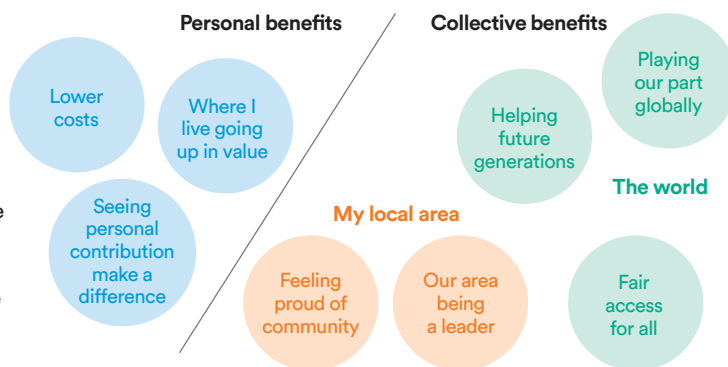 Personal benefits
Collective benefits
Lower
costs
Where I
live going
up in value
Seeing
personal
contribution
make a
difference
Playing
our part
globally
Helping
future
generations
The world
My local area
Feeling
proud of
community
Our area
being
a leader
Fair
access
for all